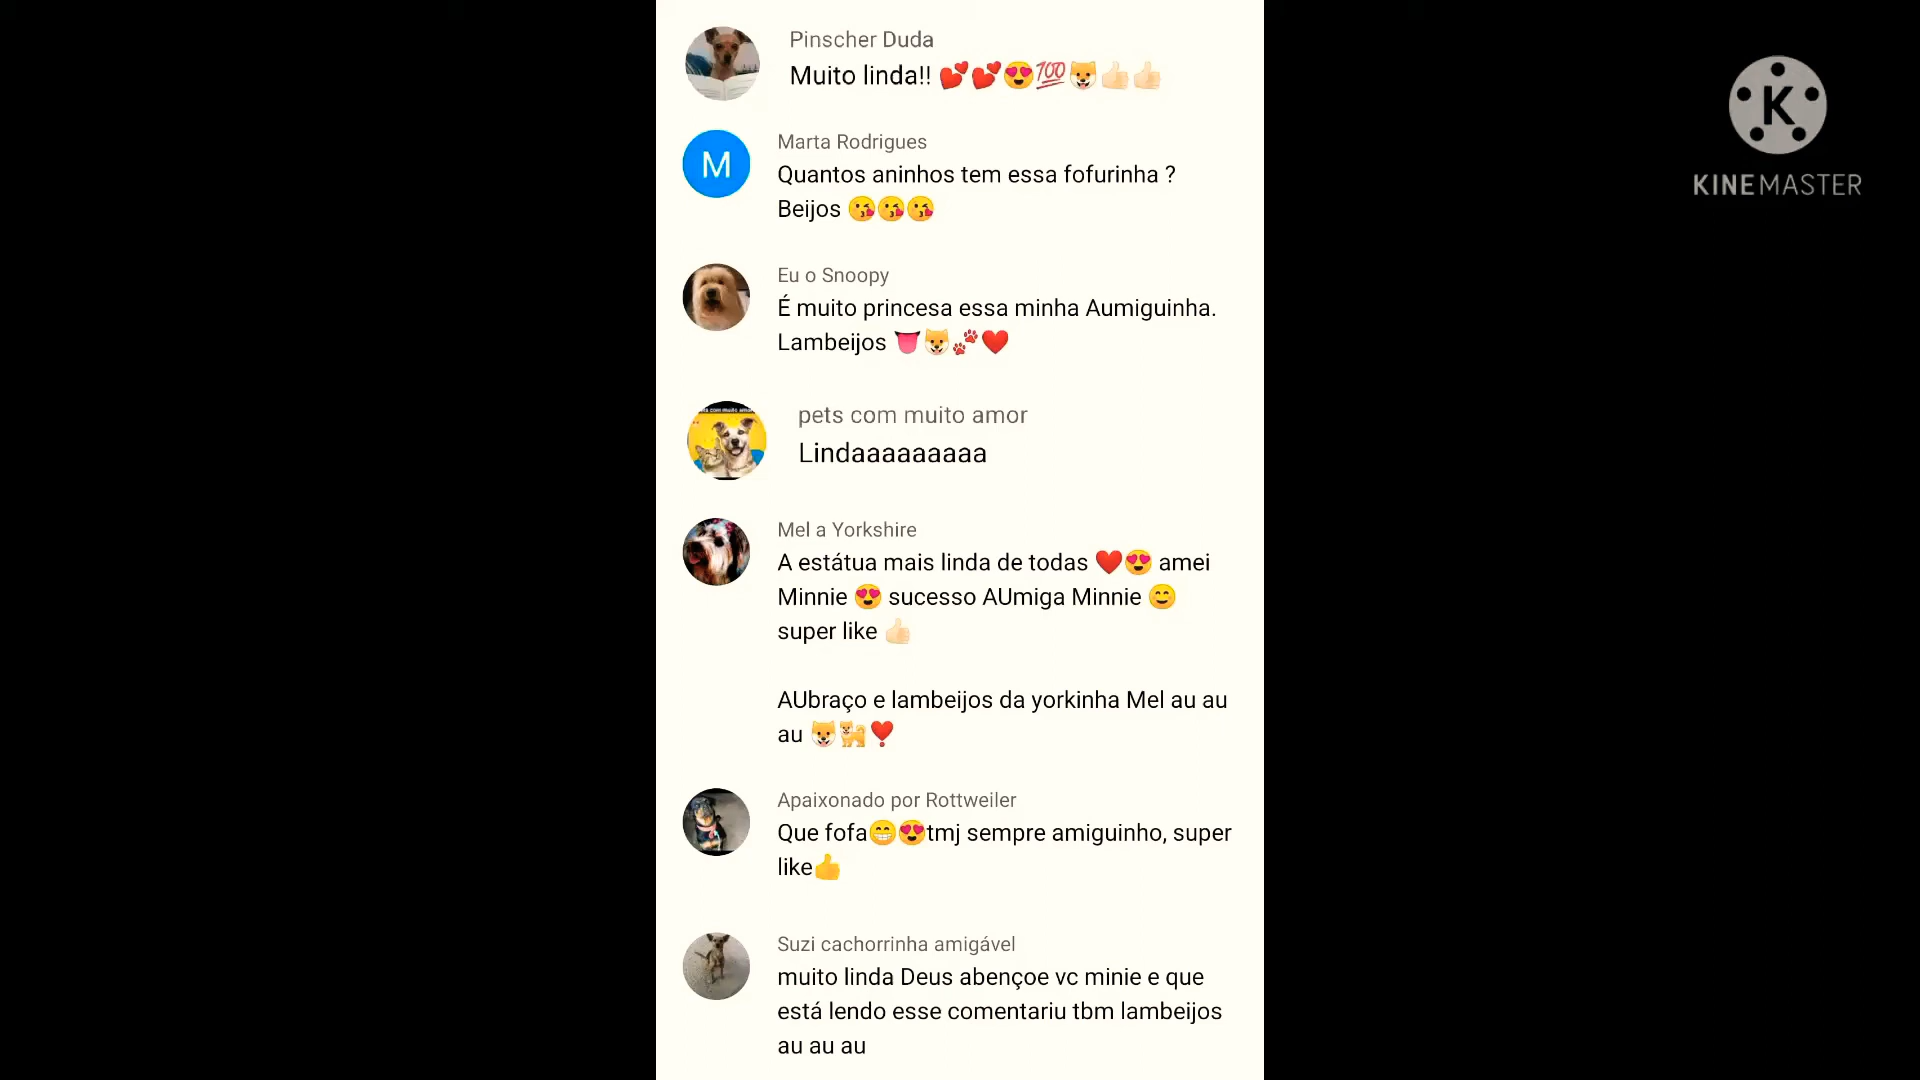 Pinscher Duda
Muito linda!! 💕💕😍💯🐶👍🏻👍🏻
M
Marta Rodrigues
Quantos aninhos tem essa fofurinha ?
Beijos 😘😘😘
Eu o Snoopy
É muito princesa essa minha Aumiguinha.
Lambeijos 👅🐶🐾❤️
pets com muito amor
Lindaaaaaaaaa
Mel a Yorkshire
A estátua mais linda de todas ❤️😍 amei
Minnie 😍 sucesso AUmiga Minnie 😊
super like 👍🏻
AUbraço e lambeijos da yorkinha Mel au au
au 🐶🐕❣️
Apaixonado por Rottweiler
Que fofa😁😍tmj sempre amiguinho, super
like👍
Suzi cachorrinha amigável
muito linda Deus abençoe vc minie e que
está lendo esse comentariu tbm lambeijos
au au au
K
KINEMASTER